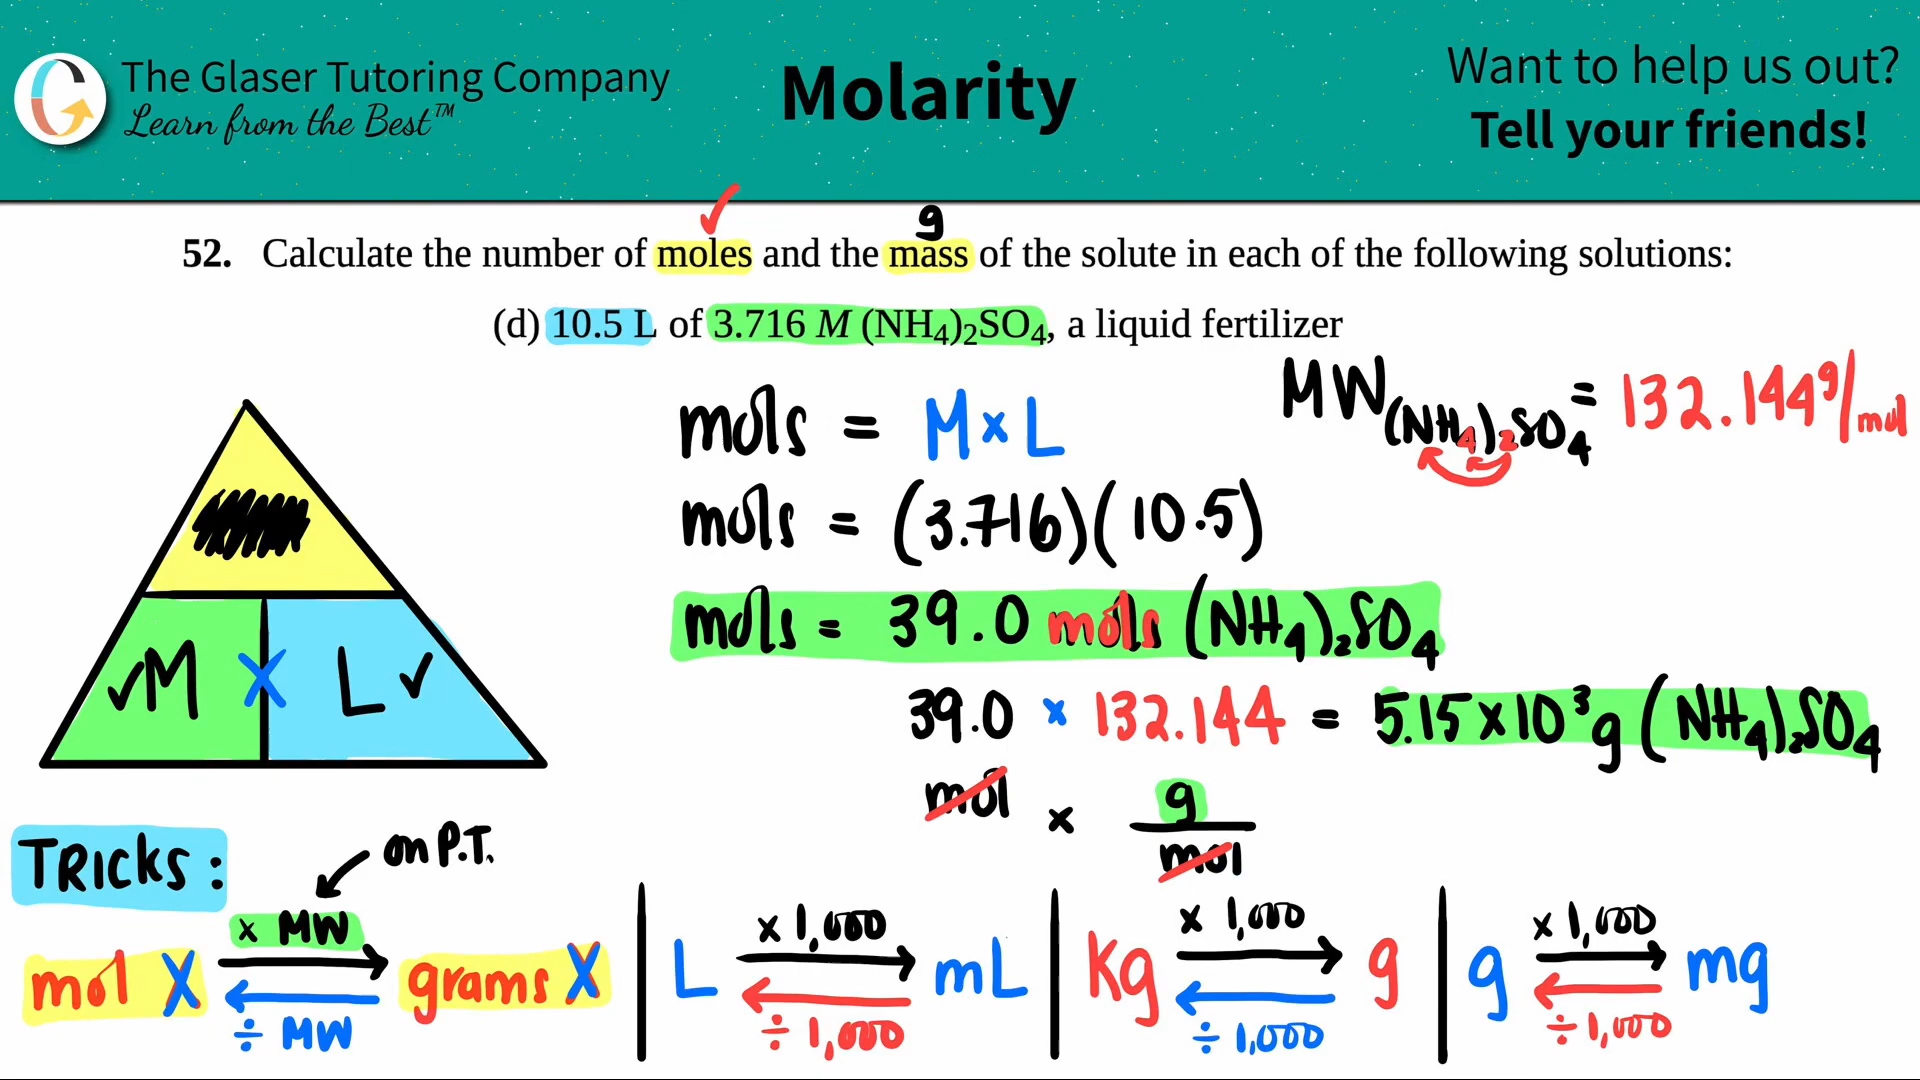 The Glaser Tutoring Company
Learn from the Best™
Molarity
Want to help us out?
Tell your friends!
g
52. Calculate the number of moles and the mass of the solute in each of the following solutions:
(d) 10.5 L of 3.716 M (NH₄)₂SO₄, a liquid fertilizer
MW(NH₄)₂SO₄ = 132.144 g/mol
mols = M x L
mols = (3.716)(10.5)
mols = 39.0 mols (NH₄)₂SO₄
✓M X L✓
39.0 x 132.144 = 5.15 x 10³ g (NH₄)₂SO₄
mol x g/mol
TRICKS:
on P.T.
x MW
mol X grams X
÷ MW
x 1,000
L mL
÷ 1,000
x 1,000
Kg g
÷ 1,000
x 1,000
g mg
÷ 1,000